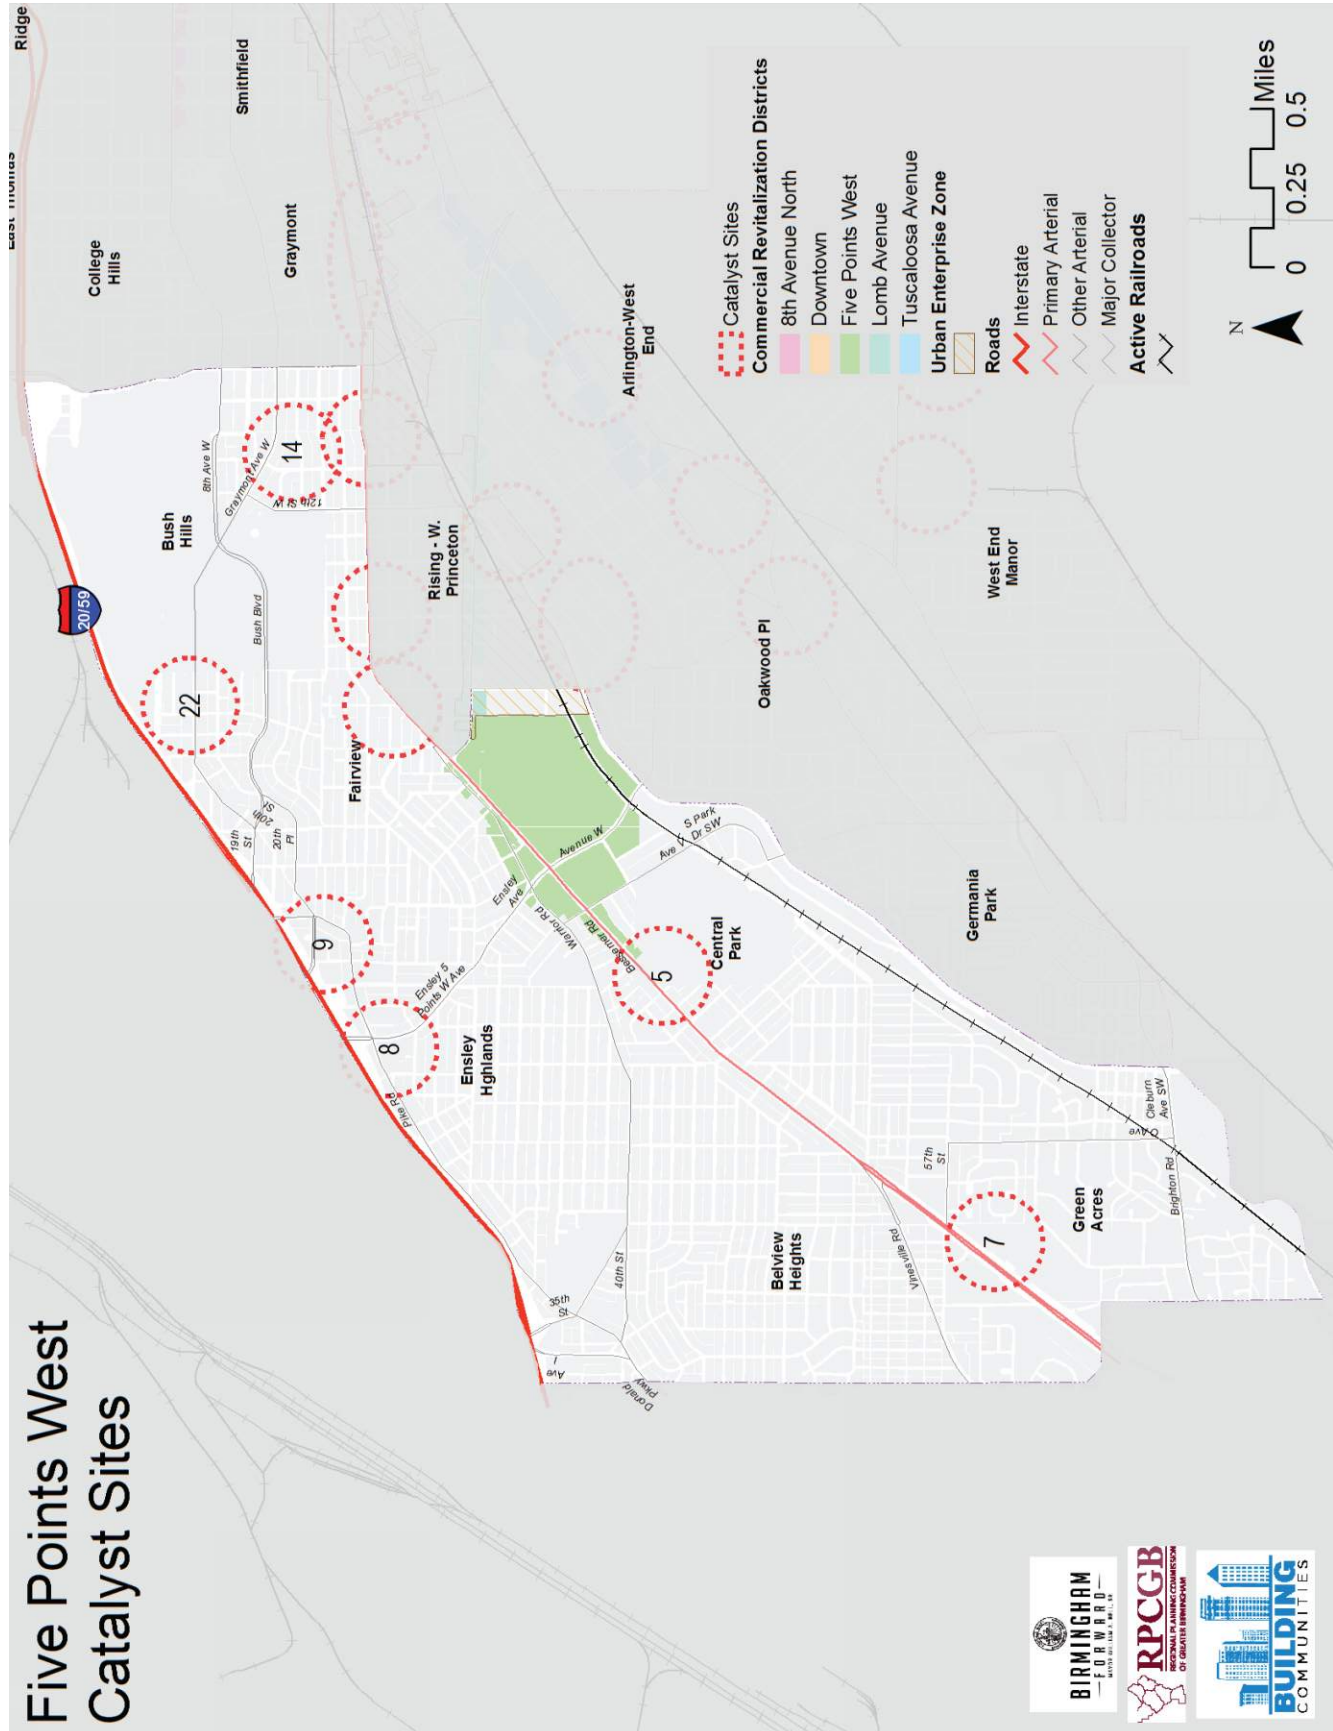 Five Points West
Catalyst Sites
Ridge
Smithfield
College
Hills
Graymont
20/59
Bush
Hills
8th Ave W
Graymont Ave W
14
12th St W
Bush Blvd
22
Rising - W.
Princeton
Arlington-West
End
Fairview
19th
St
20th
St
20th
Pl
9
Oakwood Pl
West End
Manor
Ensley
Ave
Avenue W
Warrior Rd
S Park
Dr SW
Ave V
Bessemer Rd
Ensley 5
Points W Ave
8
5
Central
Park
Germania
Park
Ensley
Hghlands
Pike Rd
40th St
35th
St
Ave I
Donald
Pkwy
Belview
Heights
Vinesville Rd
57th
St
7
Green
Acres
Q Ave
Cleburn
Ave SW
Brighton Rd
Catalyst Sites
Commercial Revitalization Districts
8th Avenue North
Downtown
Five Points West
Lomb Avenue
Tuscaloosa Avenue
Urban Enterprise Zone
Roads
Interstate
Primary Arterial
Other Arterial
Major Collector
Active Railroads
N
Miles
0 0.25 0.5
BIRMINGHAM
FORWARD
RPCGB
REGIONAL PLANNING COMMISSION
OF GREATER BIRMINGHAM
BUILDING
COMMUNITIES